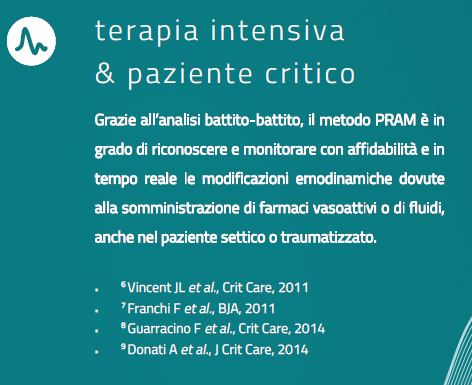 terapia intensiva
& paziente critico
Grazie all'analisi battito-battito, il metodo PRAM è in
grado di riconoscere e monitorare con affidabilità e in
tempo reale le modificazioni emodinamiche dovute
alla somministrazione di farmaci vasoattivi o di fluidi,
anche nel paziente settico o traumatizzato.
• ⁶ Vincent JL et al., Crit Care, 2011
• ⁷ Franchi F et al., BJA, 2011
• ⁸ Guarracino F et al., Crit Care, 2014
• ⁹ Donati A et al., J Crit Care, 2014